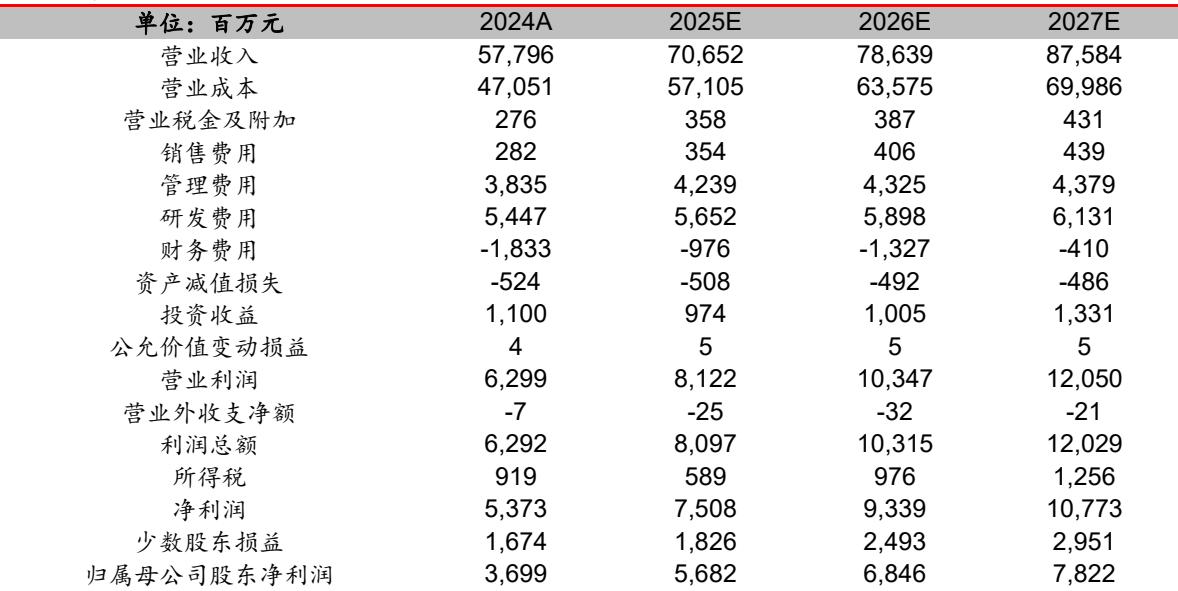 单位：百万元 2024A 2025E 2026E 2027E
营业收入 57,796 70,652 78,639 87,584
营业成本 47,051 57,105 63,575 69,986
营业税金及附加 276 358 387 431
销售费用 282 354 406 439
管理费用 3,835 4,239 4,325 4,379
研发费用 5,447 5,652 5,898 6,131
财务费用 -1,833 -976 -1,327 -410
资产减值损失 -524 -508 -492 -486
投资收益 1,100 974 1,005 1,331
公允价值变动损益 4 5 5 5
营业利润 6,299 8,122 10,347 12,050
营业外收支净额 -7 -25 -32 -21
利润总额 6,292 8,097 10,315 12,029
所得税 919 589 976 1,256
净利润 5,373 7,508 9,339 10,773
少数股东损益 1,674 1,826 2,493 2,951
归属母公司股东净利润 3,699 5,682 6,846 7,822